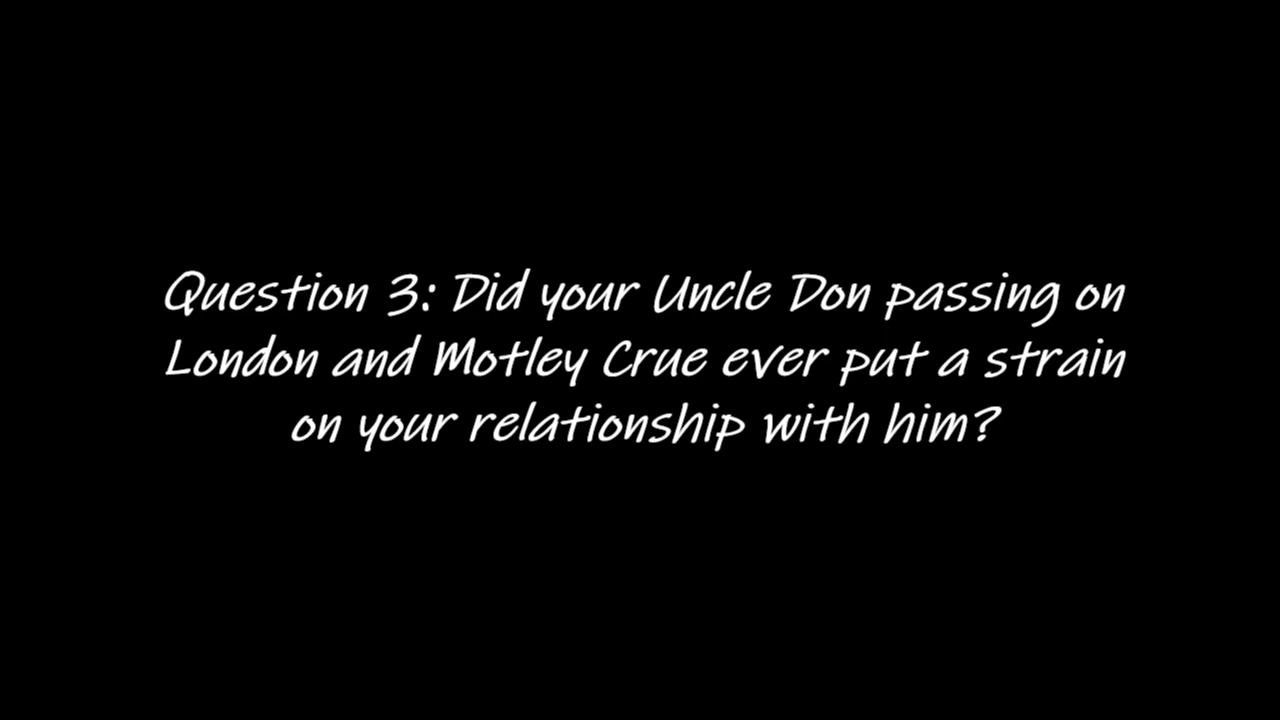 Question 3: Did your Uncle Don passing on
London and Motley Crue ever put a strain
on your relationship with him?